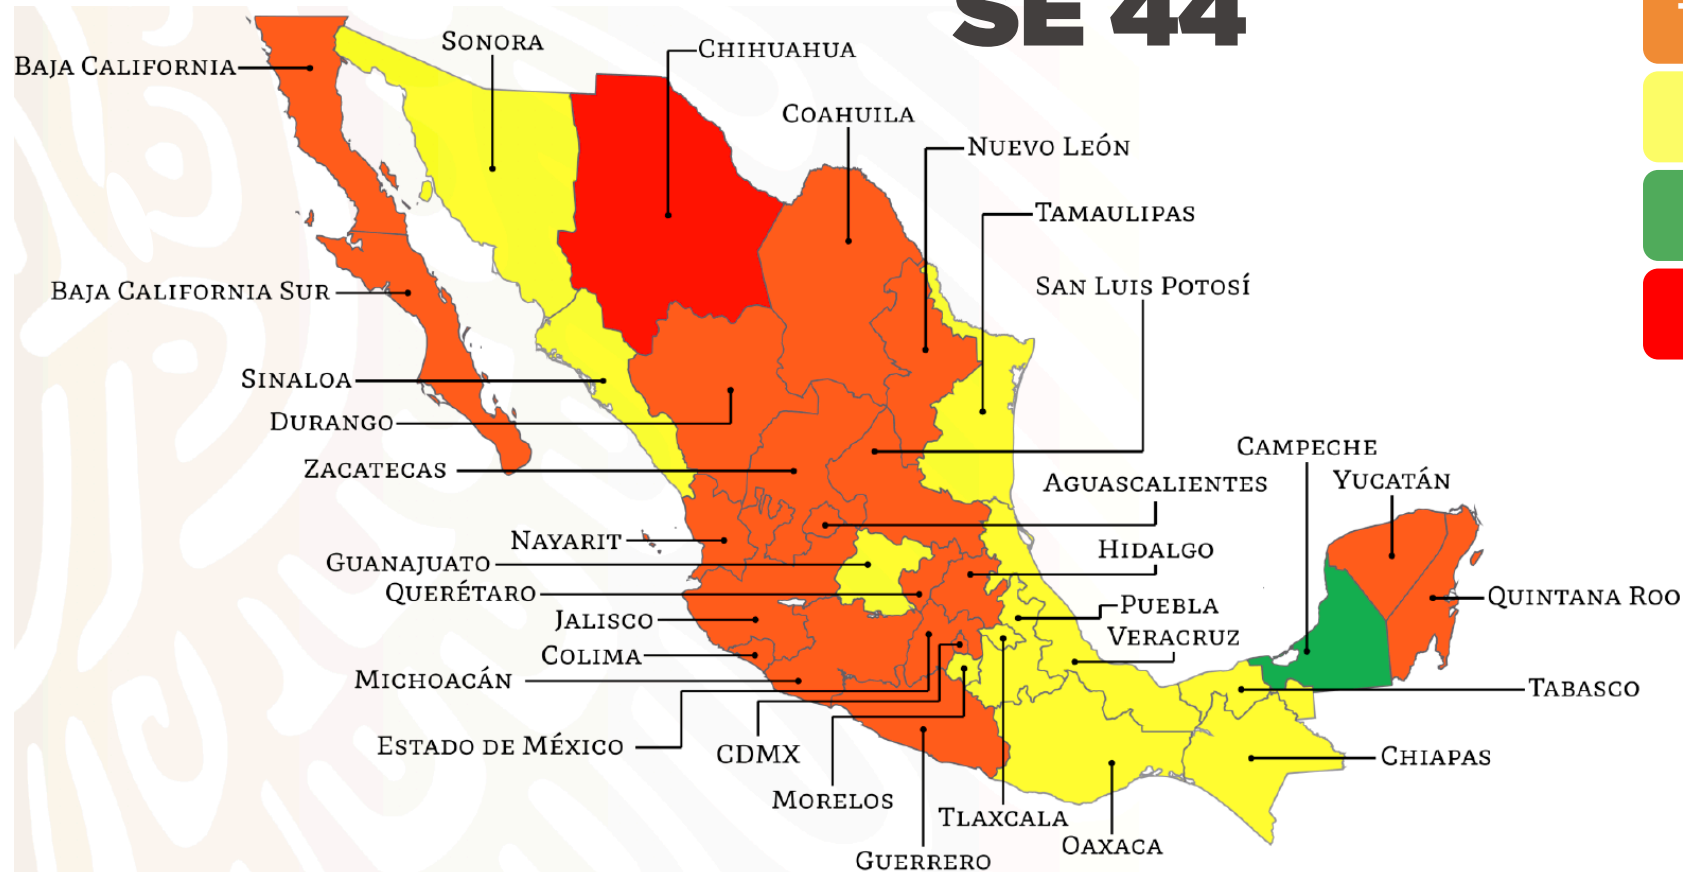 SE 44
SONORA
CHIHUAHUA
BAJA CALIFORNIA
COAHUILA
NUEVO LEÓN
TAMAULIPAS
SAN LUIS POTOSÍ
BAJA CALIFORNIA SUR
SINALOA
DURANGO
CAMPECHE
ZACATECAS
YUCATÁN
AGUASCALIENTES
NAYARIT
HIDALGO
GUANAJUATO
QUERÉTARO
QUINTANA ROO
PUEBLA
JALISCO
VERACRUZ
COLIMA
MICHOACÁN
TABASCO
ESTADO DE MÉXICO
CDMX
CHIAPAS
MORELOS
TLAXCALA
OAXACA
GUERRERO